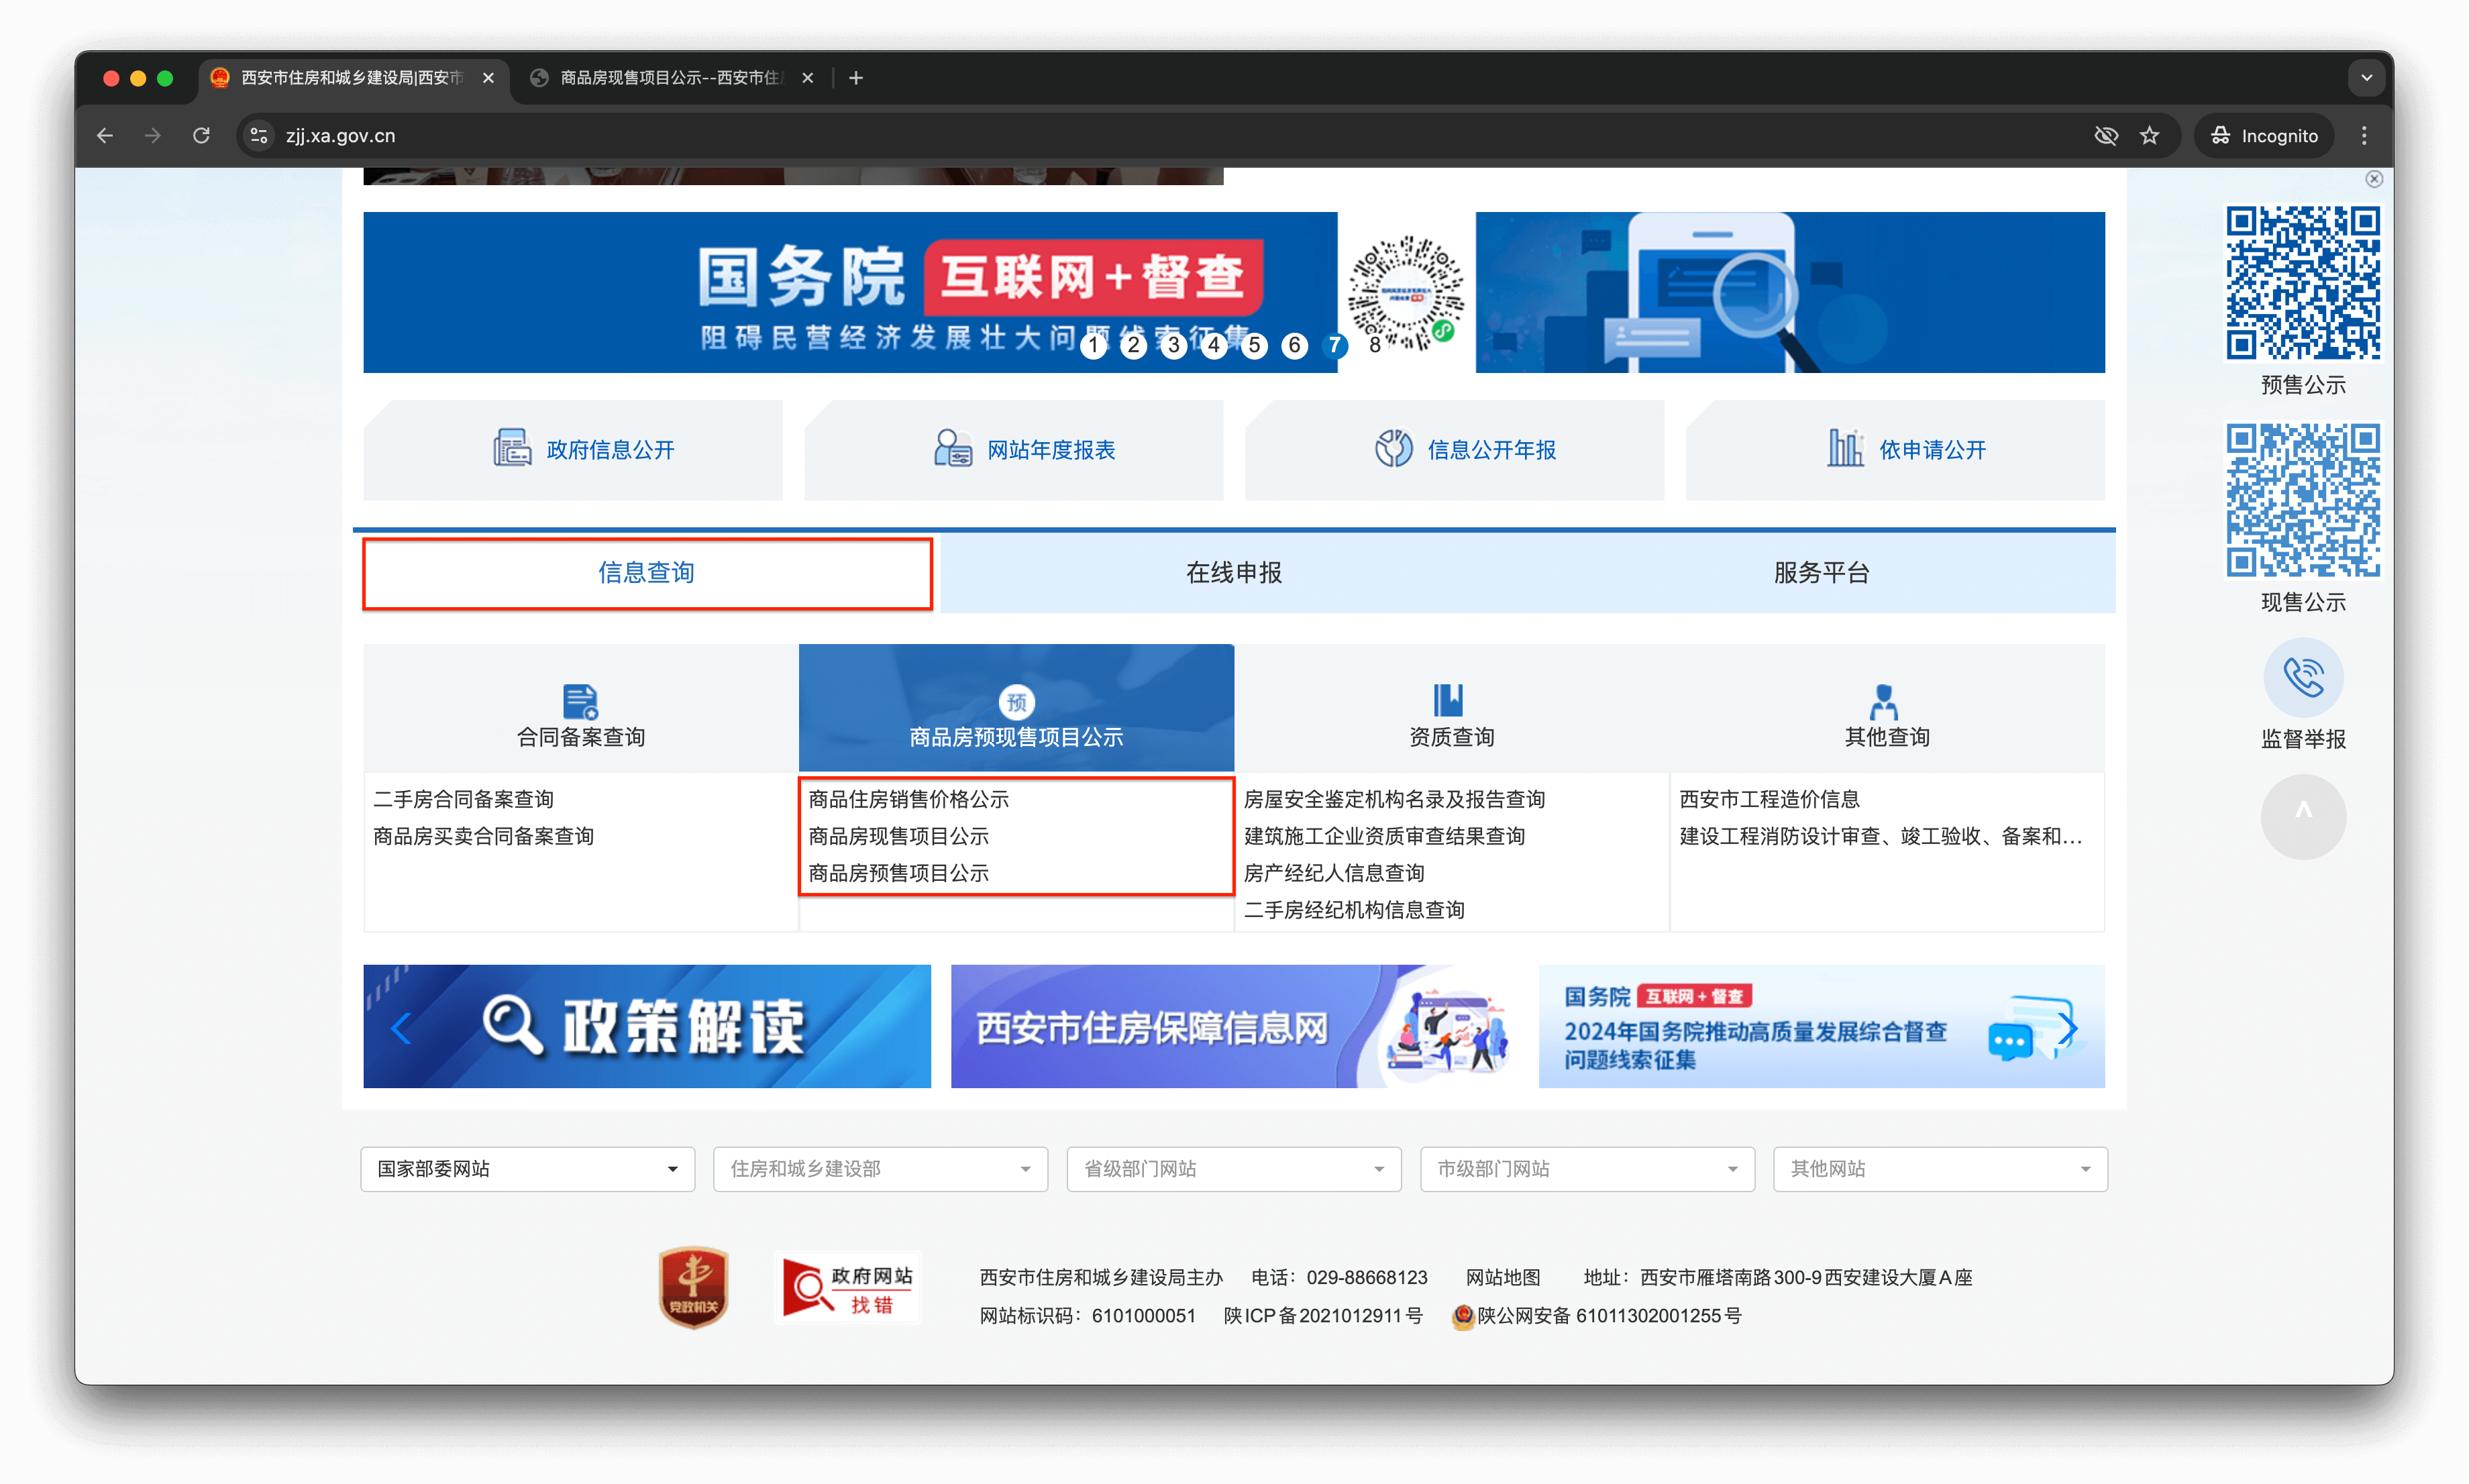 西安市住房和城乡建设局|西安市
商品房现售项目公示--西安市住
zjj.xa.gov.cn
Incognito
国务院 互联网+督查
阻碍民营经济发展壮大问题线索征集
1 2 3 4 5 6 7 8
预售公示
政府信息公开
网站年度报表
信息公开年报
依申请公开
现售公示
信息查询
在线申报
服务平台
监督举报
预
合同备案查询
商品房预现售项目公示
资质查询
其他查询
二手房合同备案查询
商品房买卖合同备案查询
商品住房销售价格公示
商品房现售项目公示
商品房预售项目公示
房屋安全鉴定机构名录及报告查询
建筑施工企业资质审查结果查询
房产经纪人信息查询
二手房经纪机构信息查询
西安市工程造价信息
建设工程消防设计审查、竣工验收、备案和...
政策解读
西安市住房保障信息网
国务院 互联网+督查
2024年国务院推动高质量发展综合督查
问题线索征集
国家部委网站
住房和城乡建设部
省级部门网站
市级部门网站
其他网站
党政机关
政府网站
找错
西安市住房和城乡建设局主办 电话：029-88668123 网站地图 地址：西安市雁塔南路300-9西安建设大厦A座
网站标识码：6101000051 陕ICP备2021012911号 陕公网安备 61011302001255号